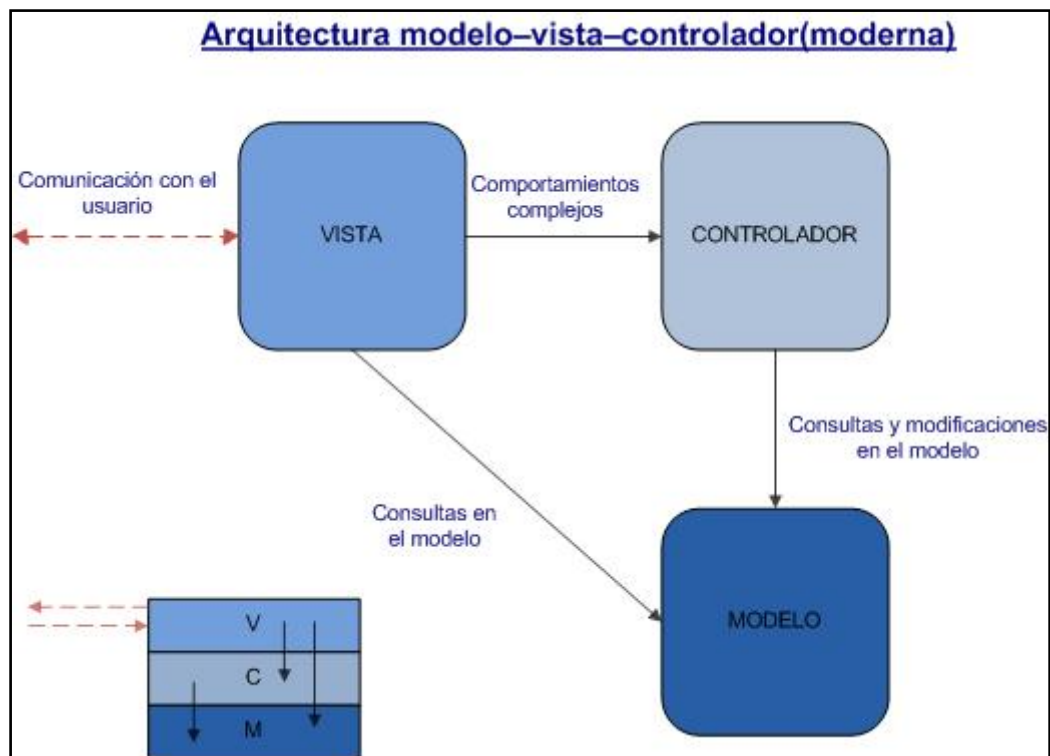 Arquitectura modelo–vista–controlador(moderna)
Comunicación con el
usuario
VISTA
Comportamientos
complejos
CONTROLADOR
Consultas y modificaciones
en el modelo
Consultas en
el modelo
MODELO
V
C
M